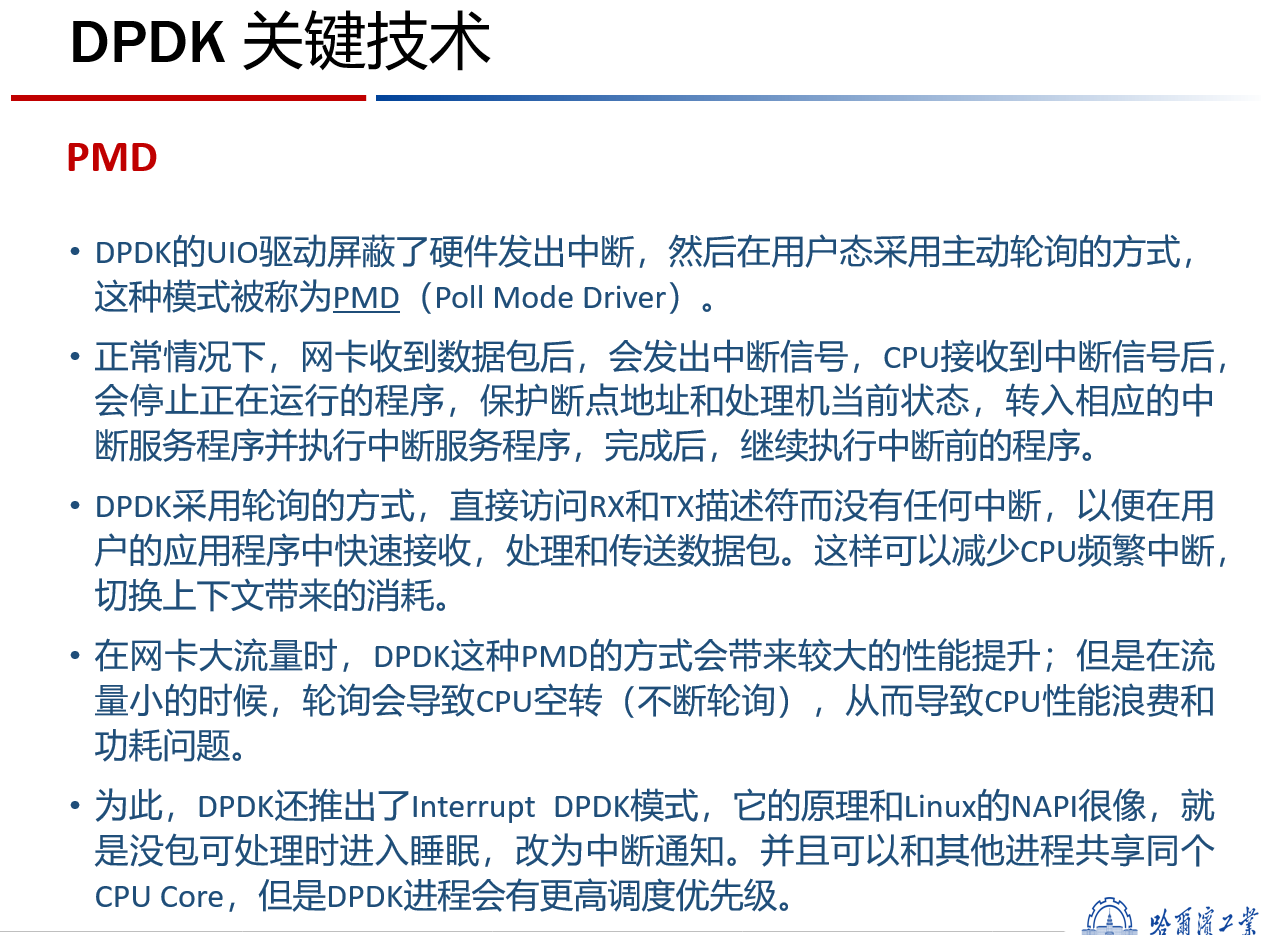 DPDK 关键技术
PMD
• DPDK的UIO驱动屏蔽了硬件发出中断，然后在用户态采用主动轮询的方式，
这种模式被称为PMD（Poll Mode Driver）。
• 正常情况下，网卡收到数据包后，会发出中断信号，CPU接收到中断信号后，
会停止正在运行的程序，保护断点地址和处理机当前状态，转入相应的中
断服务程序并执行中断服务程序，完成后，继续执行中断前的程序。
• DPDK采用轮询的方式，直接访问RX和TX描述符而没有任何中断，以便在用
户的应用程序中快速接收，处理和传送数据包。这样可以减少CPU频繁中断，
切换上下文带来的消耗。
• 在网卡大流量时，DPDK这种PMD的方式会带来较大的性能提升；但是在流
量小的时候，轮询会导致CPU空转（不断轮询），从而导致CPU性能浪费和
功耗问题。
• 为此，DPDK还推出了Interrupt DPDK模式，它的原理和Linux的NAPI很像，就
是没包可处理时进入睡眠，改为中断通知。并且可以和其他进程共享同个
CPU Core，但是DPDK进程会有更高调度优先级。
哈爾濱工業